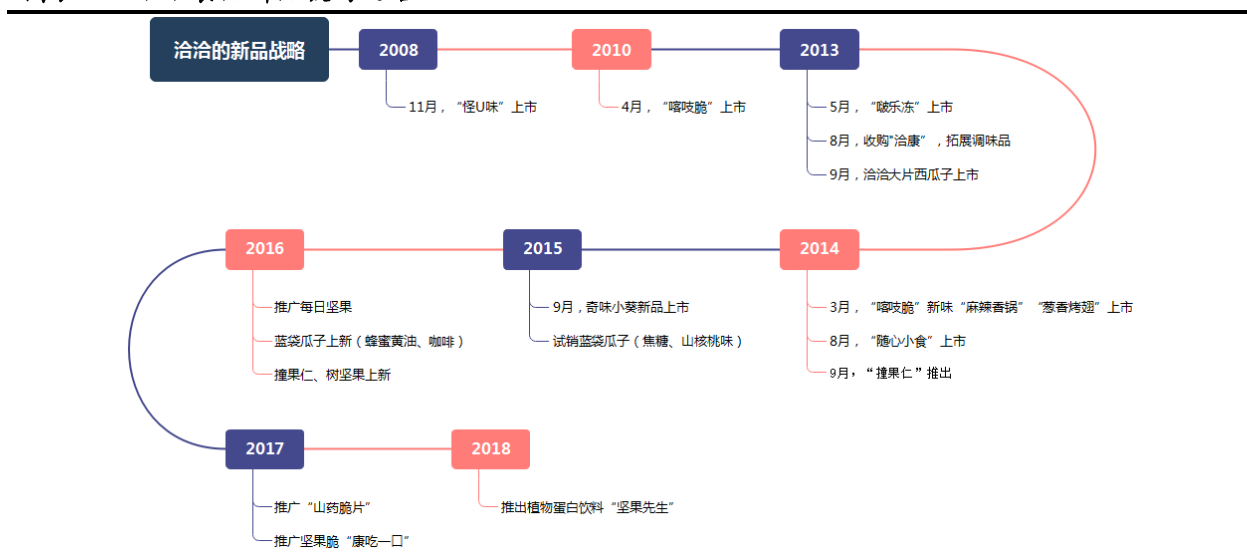 洽洽的新品战略
2008
11月，“怪U味”上市
2010
4月，“喀吱脆”上市
2013
5月，“啵乐冻”上市
8月，收购"洽康”，拓展调味品
9月，洽洽大片西瓜子上市
2014
3月，“喀吱脆”新味“麻辣香锅”“葱香烤翅”上市
8月，“随心小食”上市
9月，“撞果仁”推出
2015
9月，奇味小葵新品上市
试销蓝袋瓜子（焦糖、山核桃味）
2016
推广每日坚果
蓝袋瓜子上新（蜂蜜黄油、咖啡）
撞果仁、树坚果上新
2017
推广“山药脆片”
推广坚果脆“康吃一口”
2018
推出植物蛋白饮料“坚果先生”